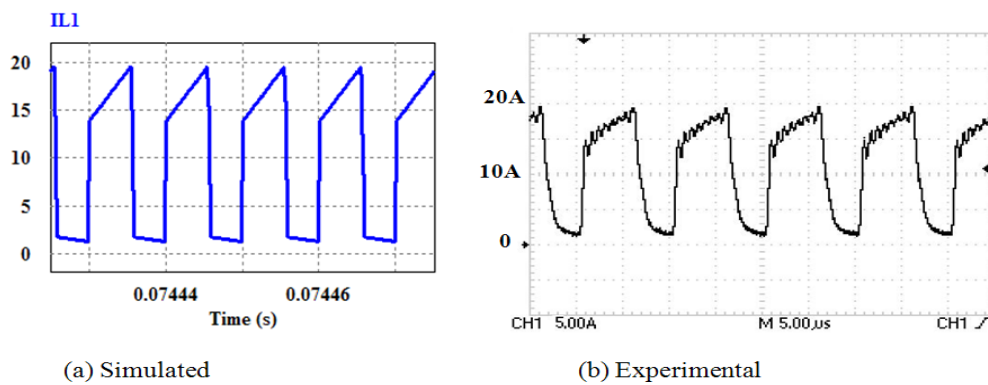 IL1
20
15
10
5
0
0.07444 0.07446
Time (s)
(a) Simulated
20A
10A
0
CH1 5.00A M 5.00µs CH1
(b) Experimental